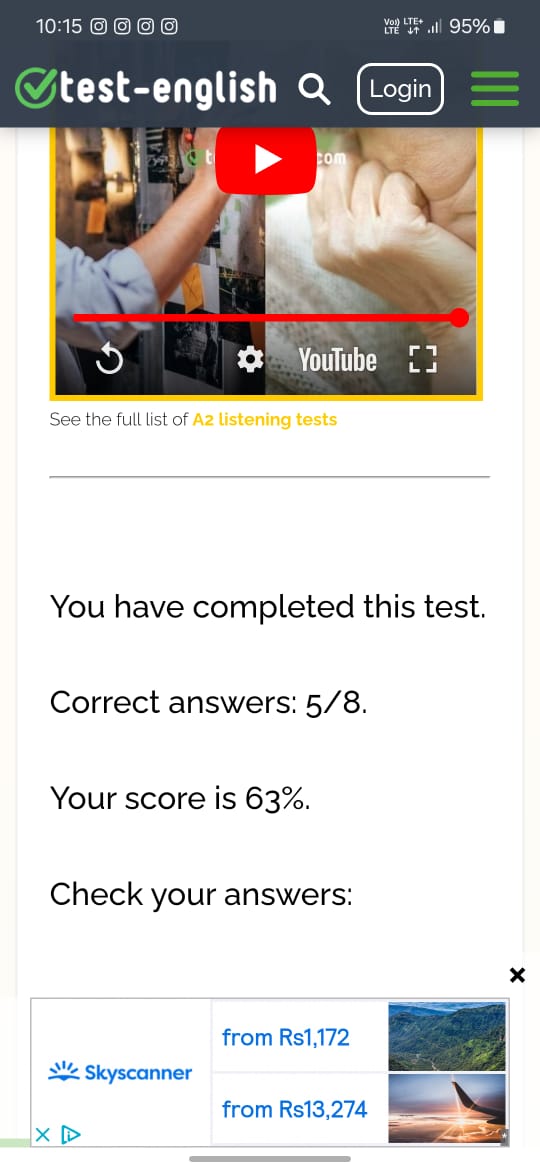 10:15 Vo)) LTE LTE+ 95%
test-english Login
com
YouTube
See the full list of A2 listening tests
You have completed this test.
Correct answers: 5/8.
Your score is 63%.
Check your answers:
Skyscanner
from Rs1,172
from Rs13,274